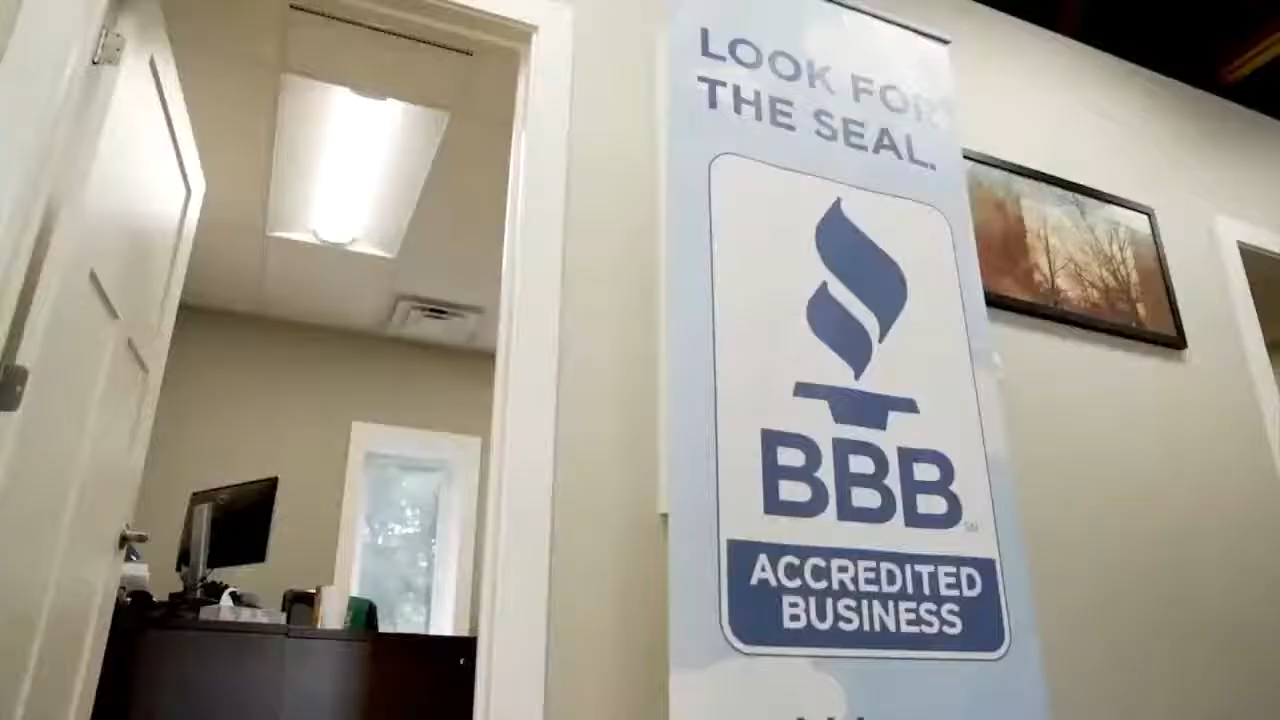 LOOK FOR
THE SEAL.
BBB
ACCREDITED
BUSINESS